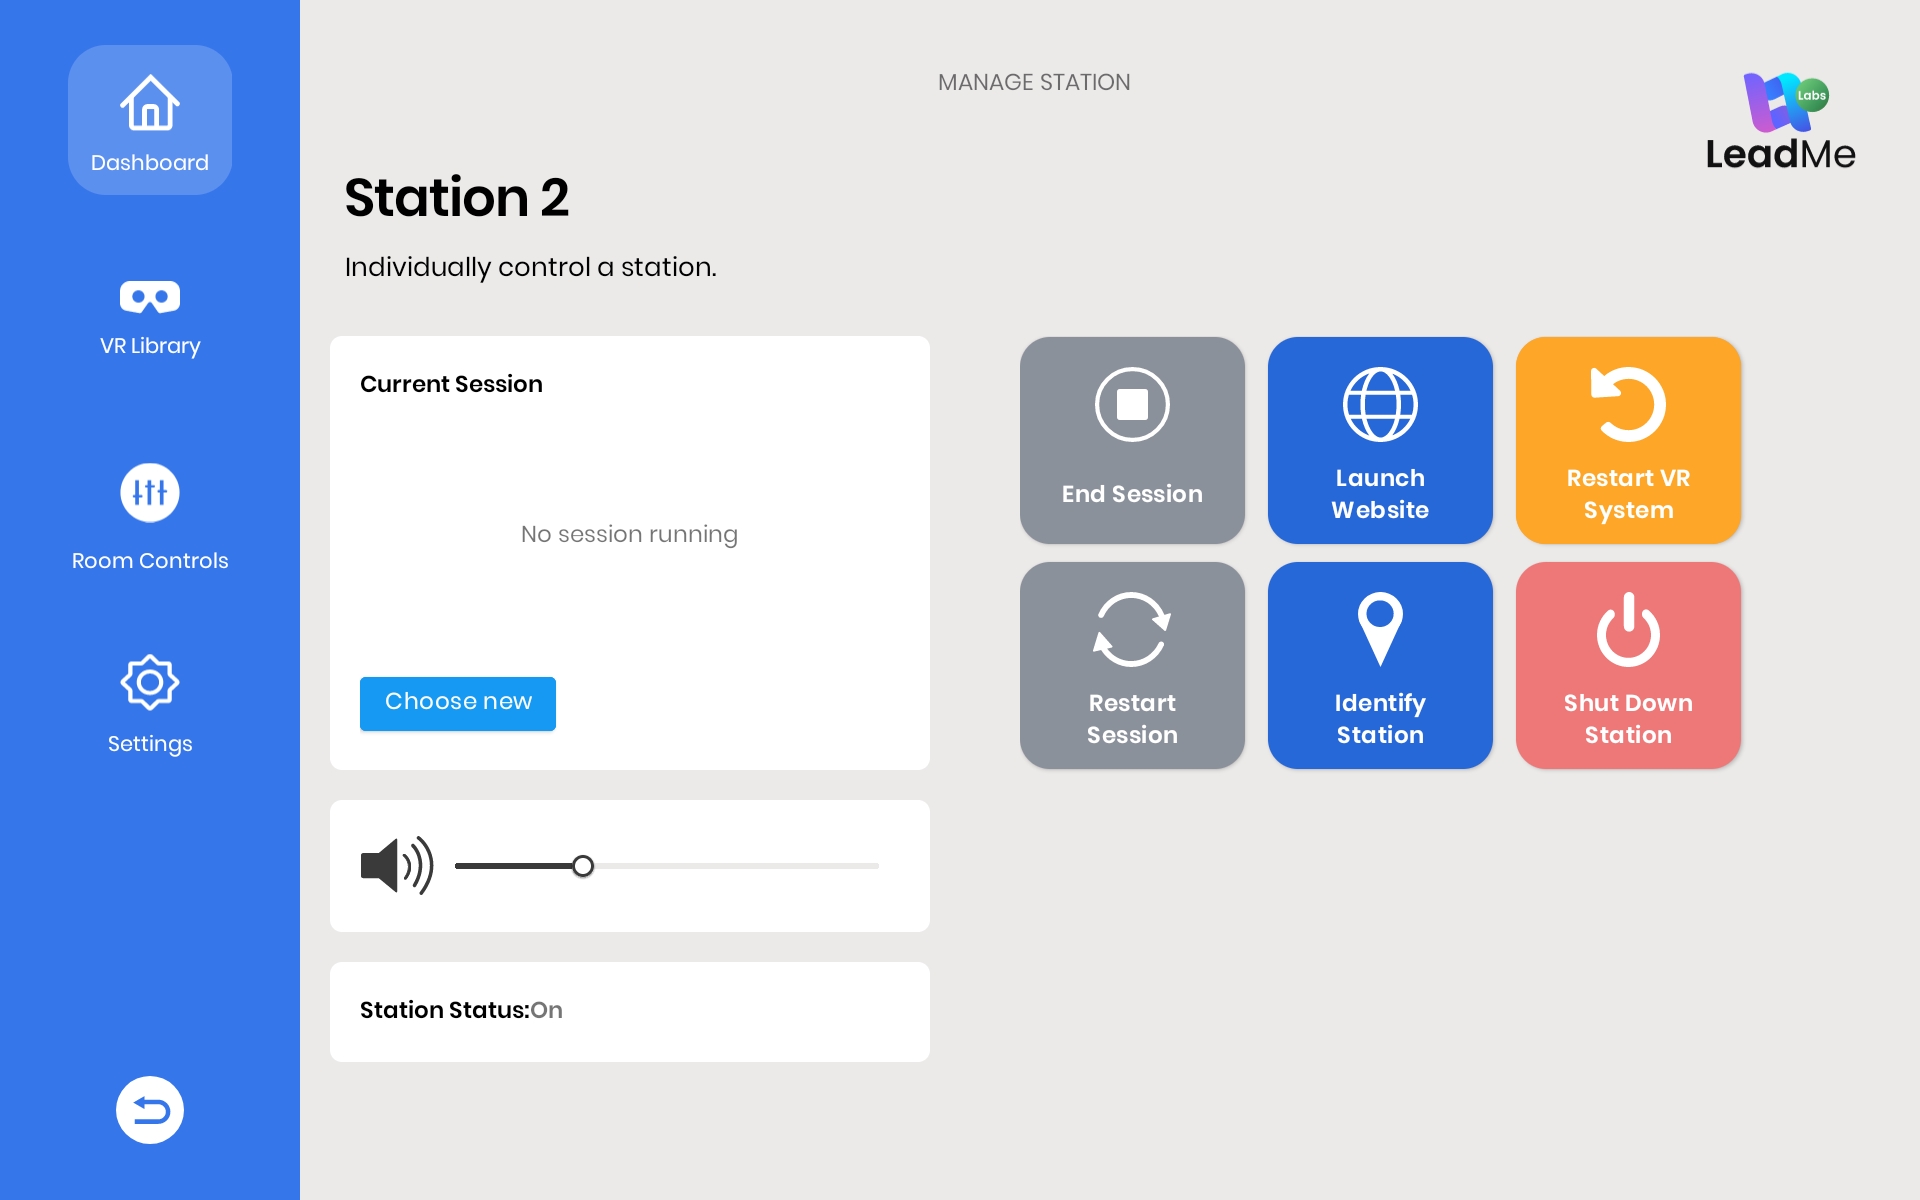 MANAGE STATION
Labs
LeadMe
Dashboard
VR Library
Room Controls
Settings
Station 2
Individually control a station.
Current Session
No session running
Choose new
Station Status:On
End Session
Launch
Website
Restart VR
System
Restart
Session
Identify
Station
Shut Down
Station